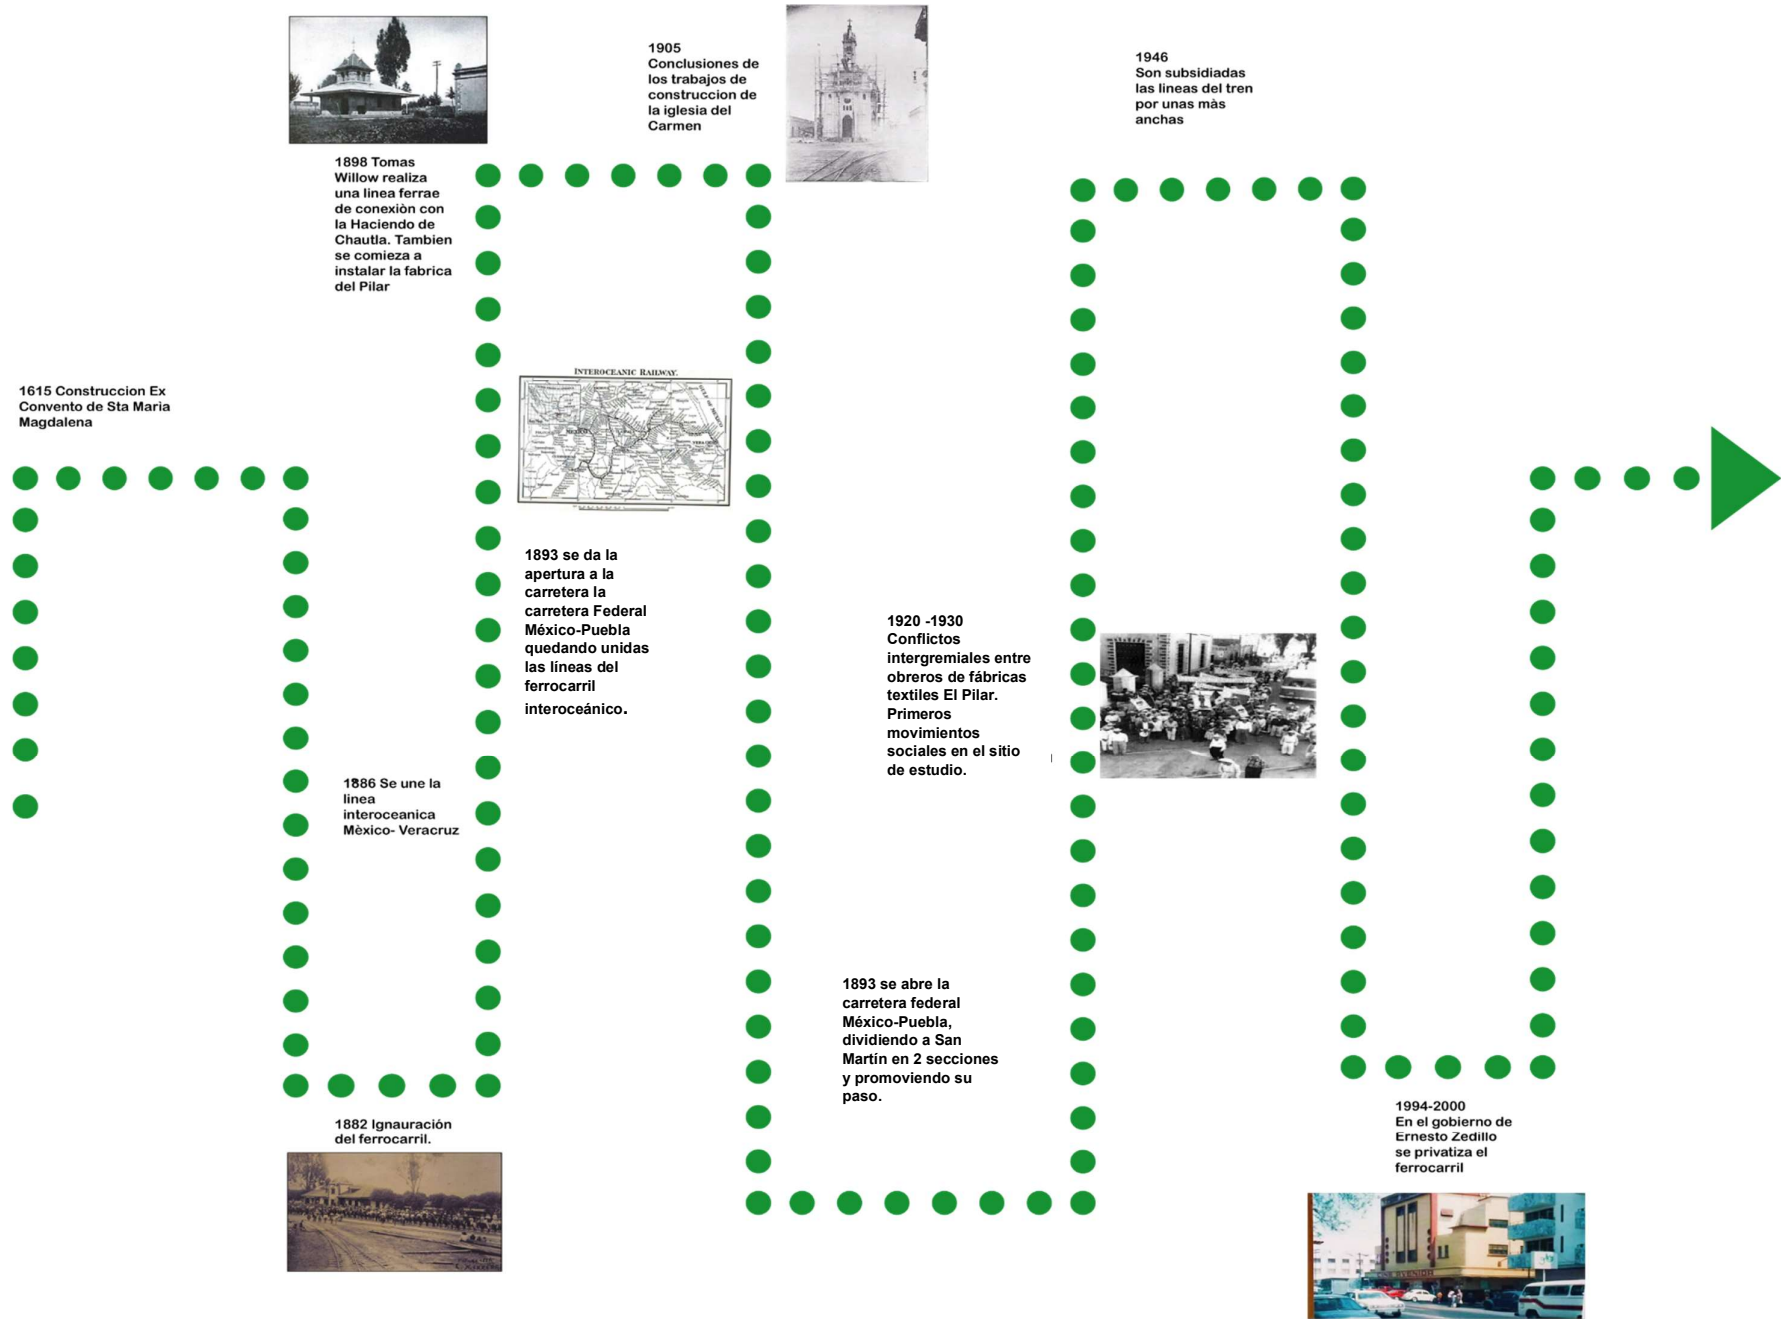 1615 Construccion Ex
Convento de Sta Maria
Magdalena
1882 Ignauración
del ferrocarril.
1886 Se une la
linea
interoceanica
Mèxico- Veracruz
1893 se da la
apertura a la
carretera la
carretera Federal
México-Puebla
quedando unidas
las líneas del
ferrocarril
interoceánico.
INTEROCEANIC RAILWAY.
1898 Tomas
Willow realiza
una linea ferrae
de conexiòn con
la Haciendo de
Chautla. Tambien
se comieza a
instalar la fabrica
del Pilar
1905
Conclusiones de
los trabajos de
construccion de
la iglesia del
Carmen
1893 se abre la
carretera federal
México-Puebla,
dividiendo a San
Martín en 2 secciones
y promoviendo su
paso.
1920 -1930
Conflictos
intergremiales entre
obreros de fábricas
textiles El Pilar.
Primeros
movimientos
sociales en el sitio
de estudio.
1946
Son subsidiadas
las lineas del tren
por unas màs
anchas
1994-2000
En el gobierno de
Ernesto Zedillo
se privatiza el
ferrocarril